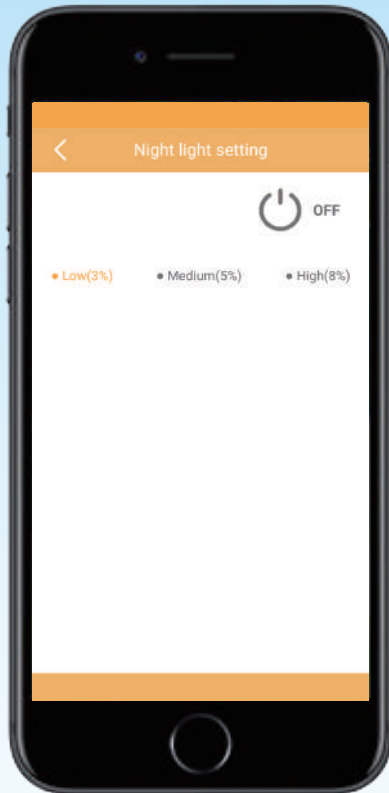 Night light setting
OFF
• Low(3%) • Medium(5%) • High(8%)